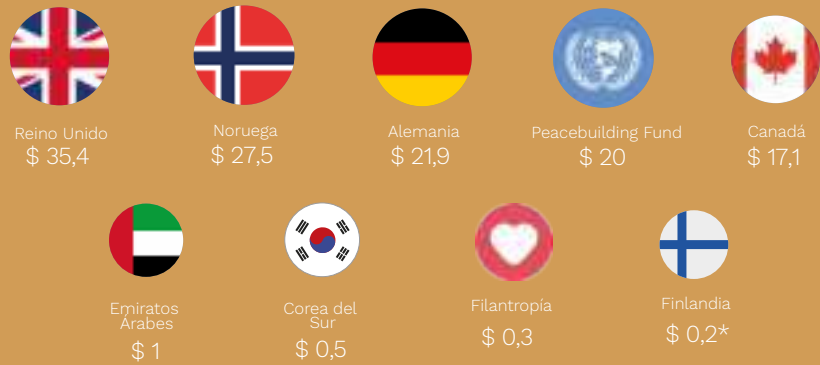 Reino Unido
$ 35,4
Noruega
$ 27,5
Alemania
$ 21,9
Peacebuilding Fund
$ 20
Canadá
$ 17,1
Emiratos
Árabes
$ 1
Corea del
Sur
$ 0,5
Filantropía
$ 0,3
Finlandia
$ 0,2*